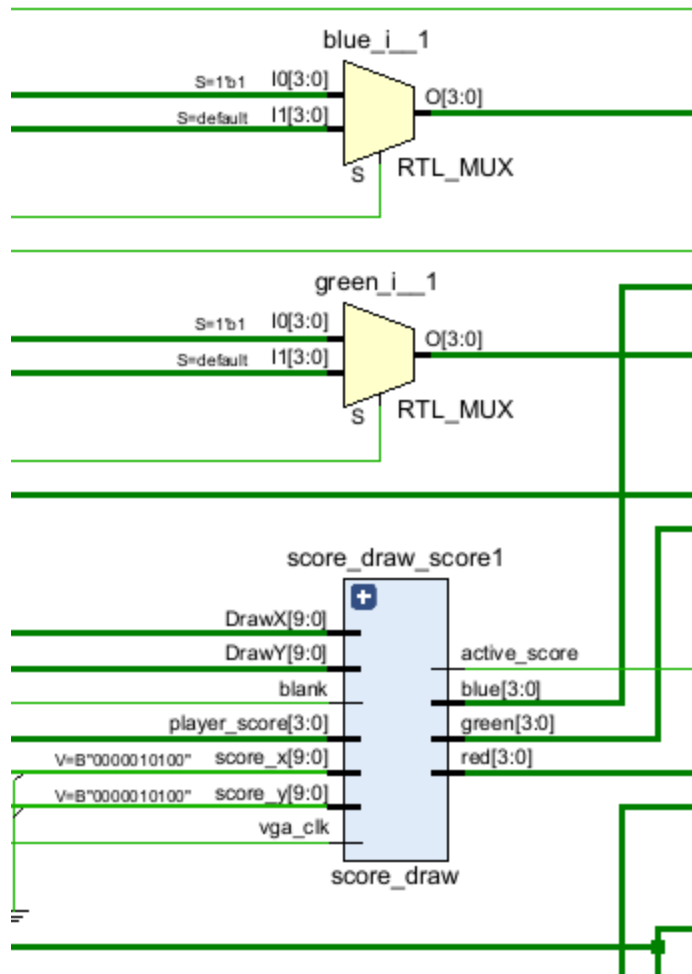 blue_i__1
S=1'b1 I0[3:0]
O[3:0]
S=default I1[3:0]
S RTL_MUX
green_i__1
S=1'b1 I0[3:0]
O[3:0]
S=default I1[3:0]
S RTL_MUX
score_draw_score1
DrawX[9:0]
DrawY[9:0] active_score
blank blue[3:0]
player_score[3:0] green[3:0]
V=B"0000010100" score_x[9:0] red[3:0]
V=B"0000010100" score_y[9:0]
vga_clk
score_draw